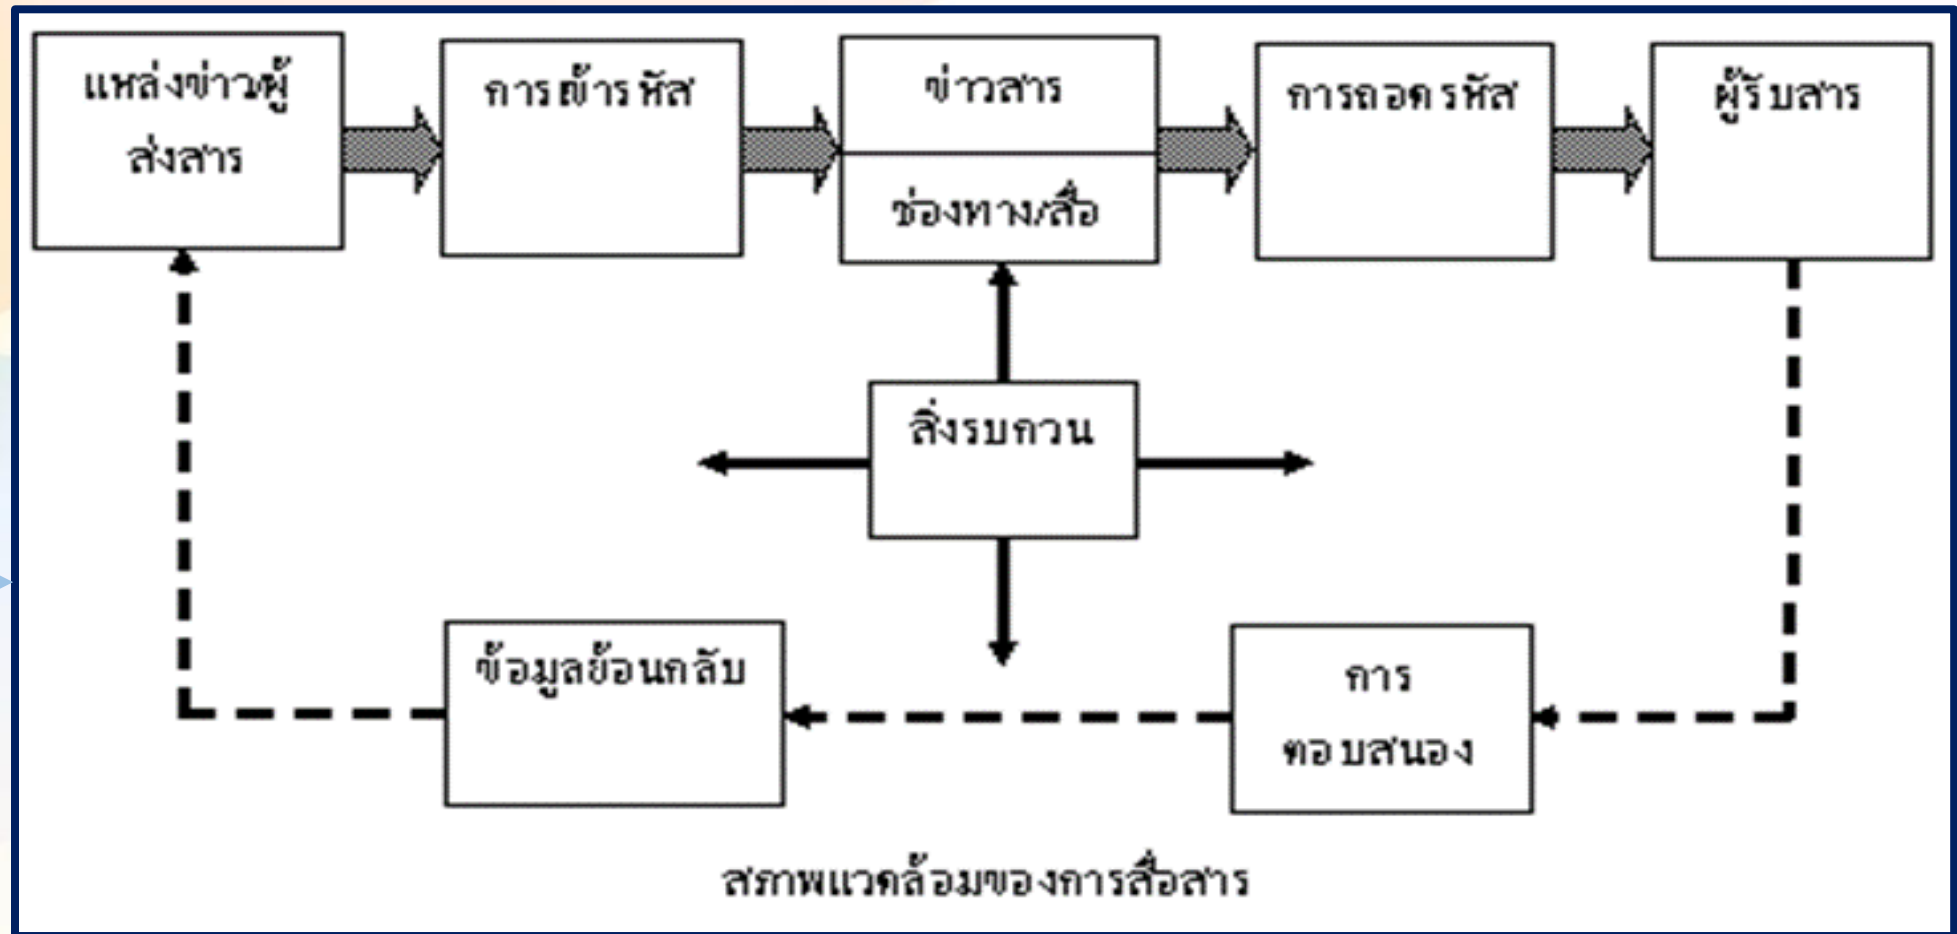 แหล่งข่าว/ผู้
ส่งสาร
การเข้ารหัส
ข่าวสาร
ช่องทาง/สื่อ
การถอดรหัส
ผู้รับสาร
สิ่งรบกวน
ข้อมูลย้อนกลับ
การ
ตอบสนอง
สภาพแวดล้อมของการสื่อสาร